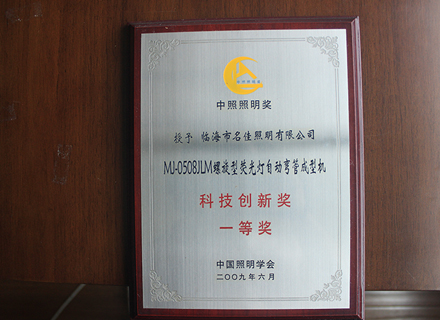 中照照明奖
授予 临海市名佳照明有限公司
MJ-0508JLM螺旋型荧光灯自动弯管成型机
科技创新奖
一等奖
中国照明学会
二〇〇九年六月